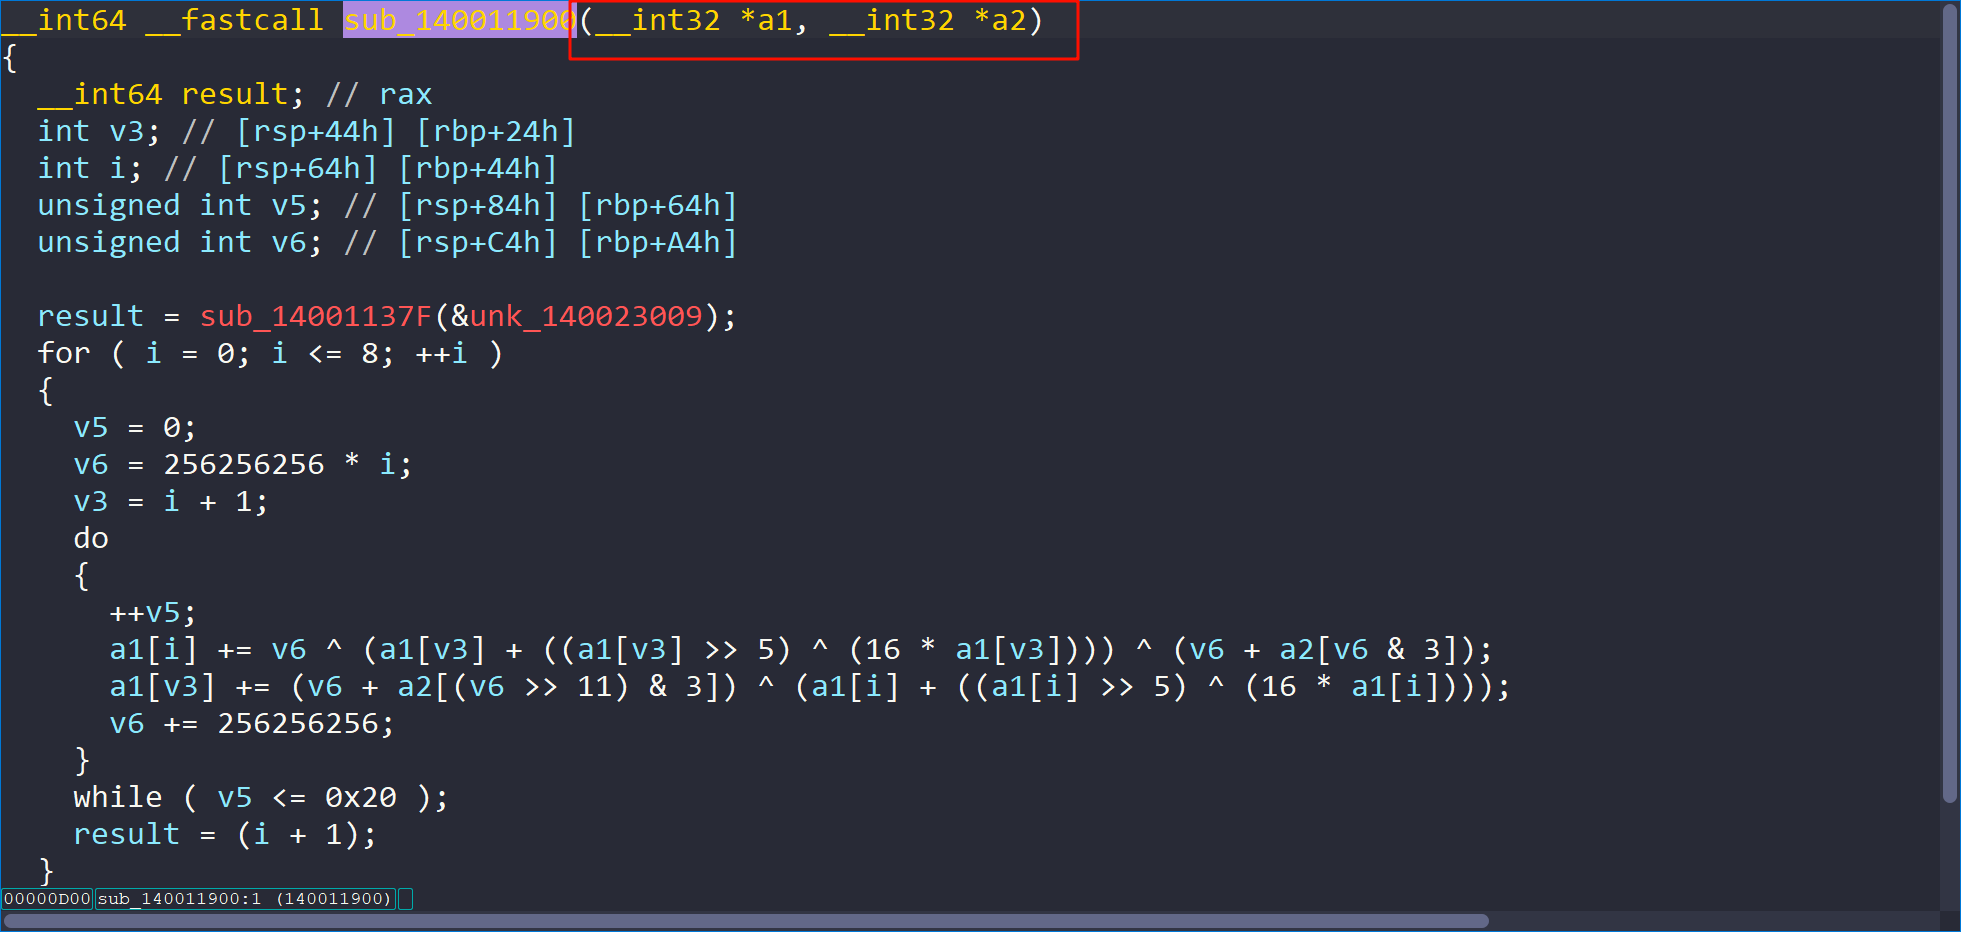 __int64 __fastcall sub_140011900(__int32 *a1, __int32 *a2)
{
  __int64 result; // rax
  int v3; // [rsp+44h] [rbp+24h]
  int i; // [rsp+64h] [rbp+44h]
  unsigned int v5; // [rsp+84h] [rbp+64h]
  unsigned int v6; // [rsp+C4h] [rbp+A4h]

  result = sub_14001137F(&unk_140023009);
  for ( i = 0; i <= 8; ++i )
  {
    v5 = 0;
    v6 = 256256256 * i;
    v3 = i + 1;
    do
    {
      ++v5;
      a1[i] += v6 ^ (a1[v3] + ((a1[v3] >> 5) ^ (16 * a1[v3]))) ^ (v6 + a2[v6 & 3]);
      a1[v3] += (v6 + a2[(v6 >> 11) & 3]) ^ (a1[i] + ((a1[i] >> 5) ^ (16 * a1[i])));
      v6 += 256256256;
    }
    while ( v5 <= 0x20 );
    result = (i + 1);
  }
00000D00 sub_140011900:1 (140011900)